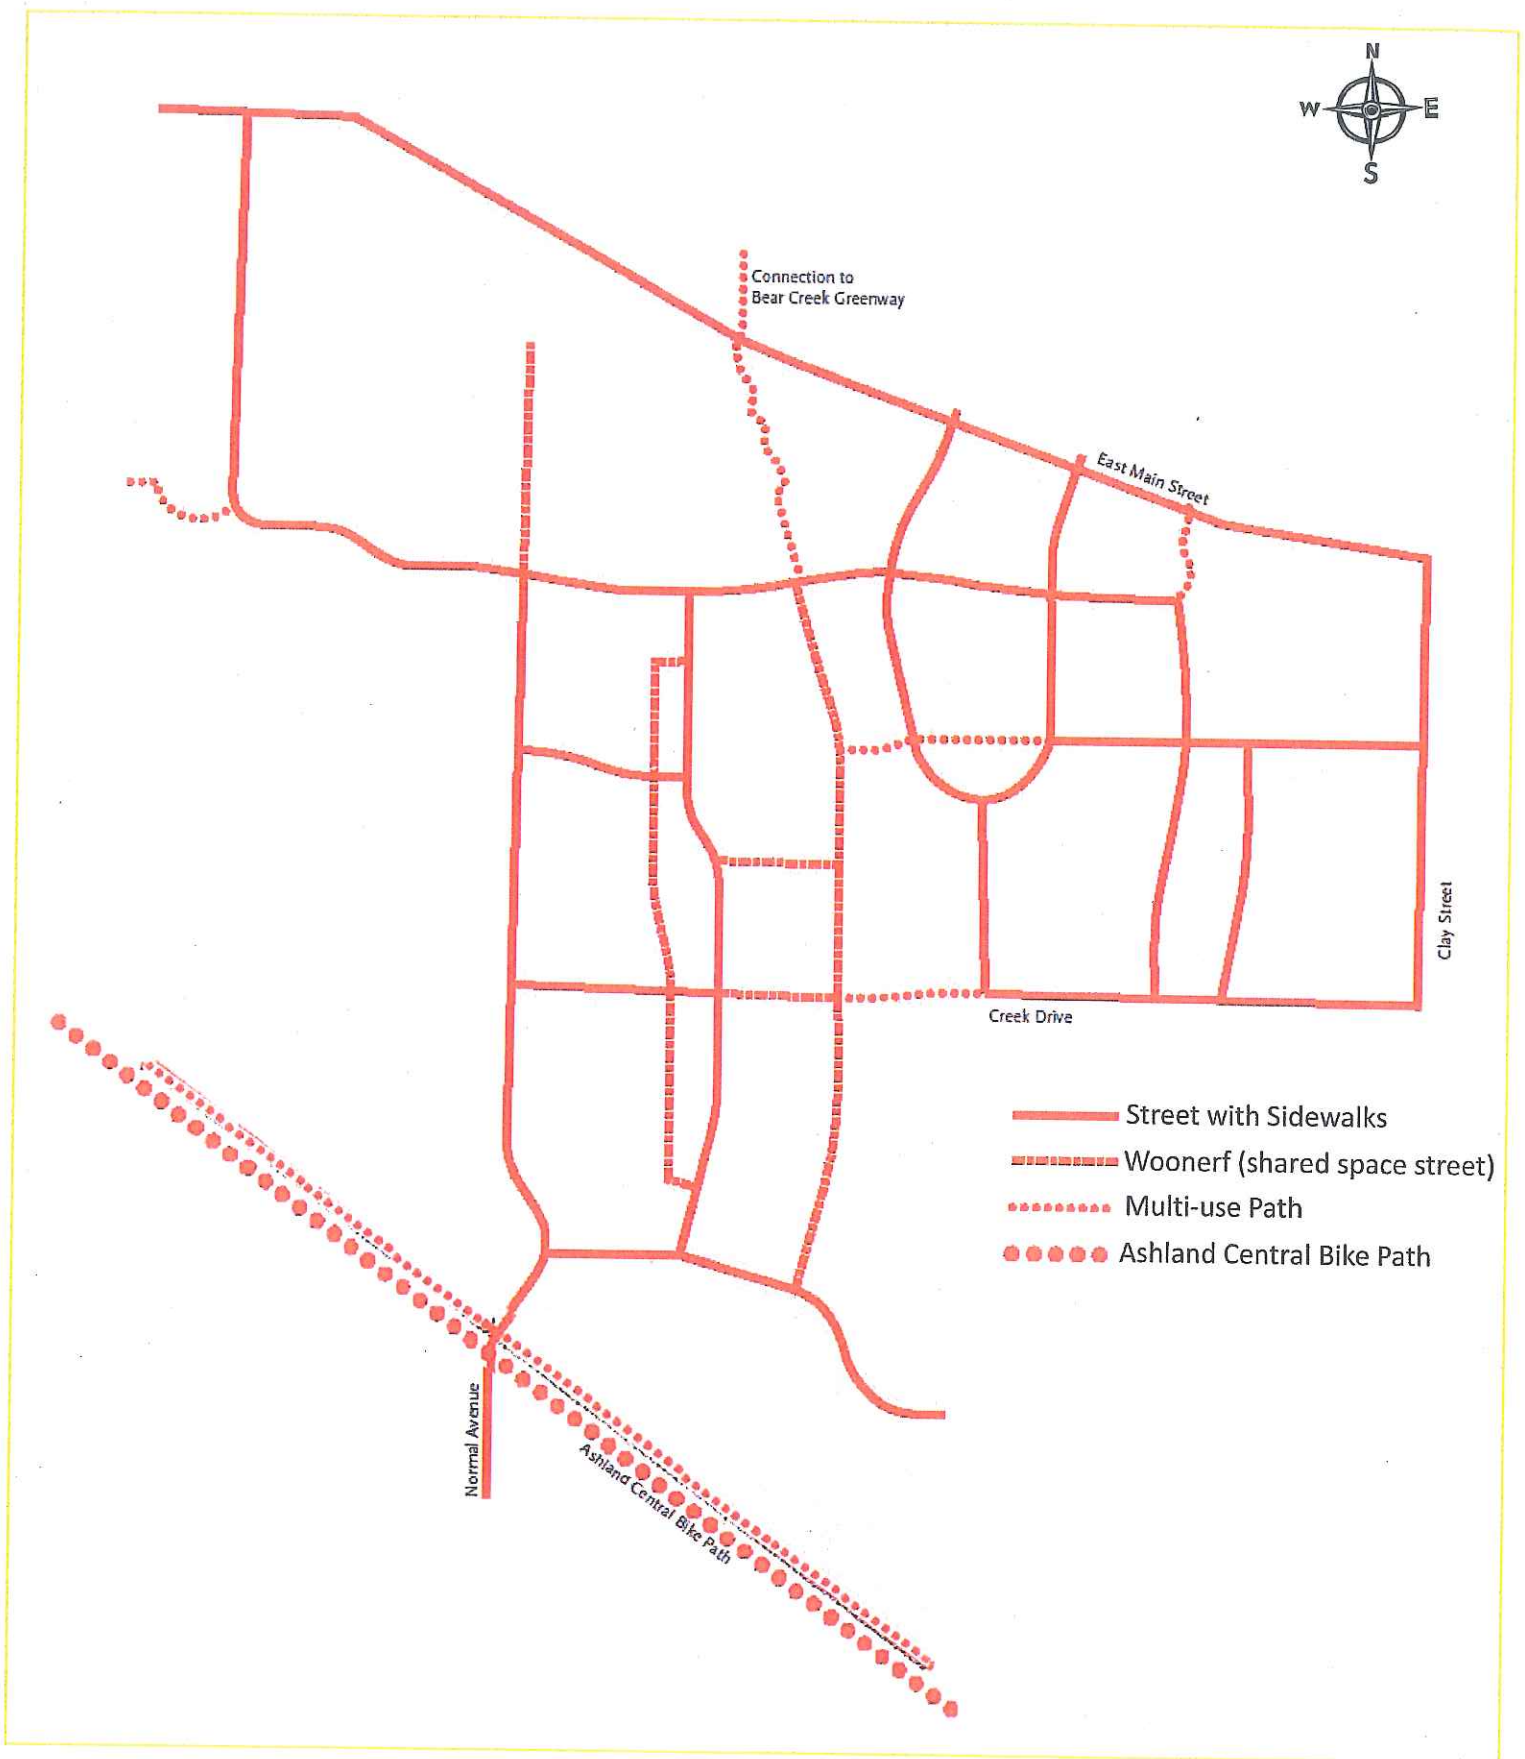 N
W E
S
Connection to
Bear Creek Greenway
East Main Street
Clay Street
Creek Drive
Street with Sidewalks
Woonerf (shared space street)
Multi-use Path
Ashland Central Bike Path
Normal Avenue
Ashland Central Bike Path